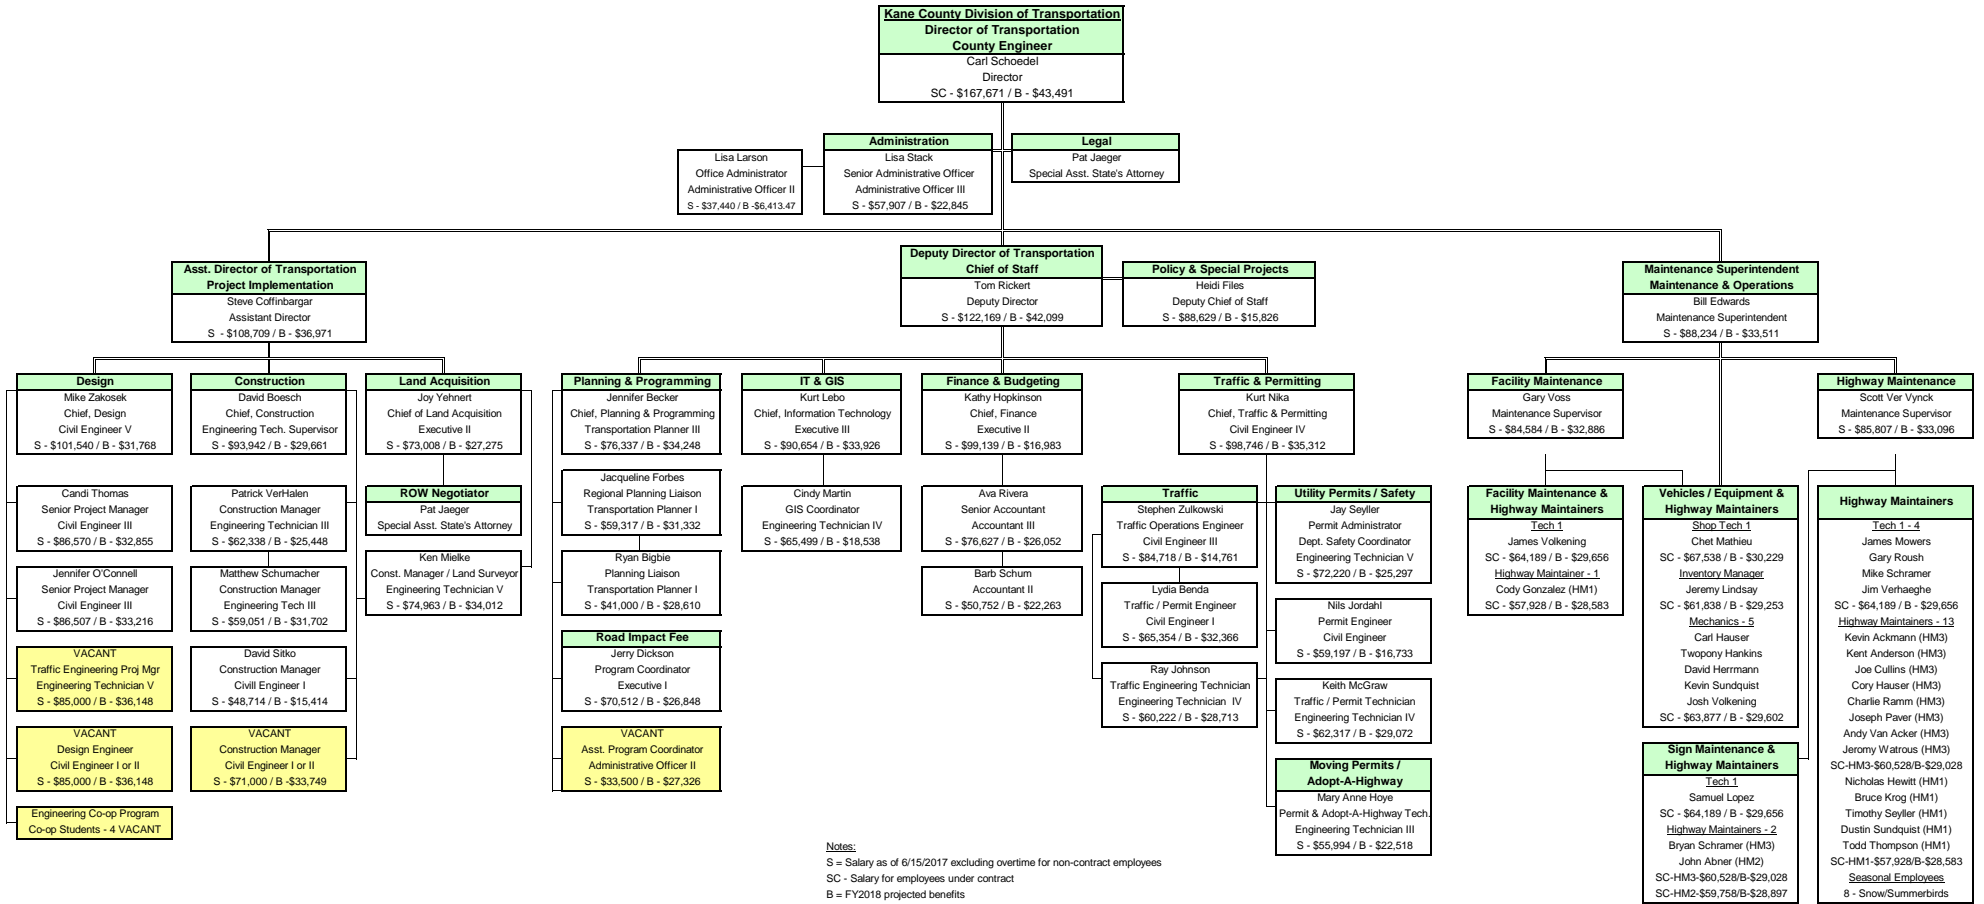 Kane County Division of Transportation
Director of Transportation
County Engineer
Carl Schoedel
Director
SC - $167,671 / B - $43,491
Lisa Larson
Office Administrator
Administrative Officer II
S - $37,440 / B -$6,413.47
Administration
Lisa Stack
Senior Administrative Officer
Administrative Officer III
S - $57,907 / B - $22,845
Legal
Pat Jaeger
Special Asst. State's Attorney
Asst. Director of Transportation
Project Implementation
Steve Coffinbargar
Assistant Director
S - $108,709 / B - $36,971
Deputy Director of Transportation
Chief of Staff
Tom Rickert
Deputy Director
S - $122,169 / B - $42,099
Policy & Special Projects
Heidi Files
Deputy Chief of Staff
S - $88,629 / B - $15,826
Maintenance Superintendent
Maintenance & Operations
Bill Edwards
Maintenance Superintendent
S - $88,234 / B - $33,511
Design
Mike Zakosek
Chief, Design
Civil Engineer V
S - $101,540 / B - $31,768
Candi Thomas
Senior Project Manager
Civil Engineer III
S - $86,570 / B - $32,855
Jennifer O'Connell
Senior Project Manager
Civil Engineer III
S - $86,507 / B - $33,216
VACANT
Traffic Engineering Proj Mgr
Engineering Technician V
S - $85,000 / B - $36,148
VACANT
Design Engineer
Civil Engineer I or II
S - $85,000 / B - $36,148
Engineering Co-op Program
Co-op Students - 4 VACANT
Construction
David Boesch
Chief, Construction
Engineering Tech. Supervisor
S - $93,942 / B - $29,661
Patrick VerHalen
Construction Manager
Engineering Technician III
S - $62,338 / B - $25,448
Matthew Schumacher
Construction Manager
Engineering Tech III
S - $59,051 / B - $31,702
David Sitko
Construction Manager
Civill Engineer I
S - $48,714 / B - $15,414
VACANT
Construction Manager
Civil Engineer I or II
S - $71,000 / B -$33,749
Land Acquisition
Joy Yehnert
Chief of Land Acquisition
Executive II
S - $73,008 / B - $27,275
ROW Negotiator
Pat Jaeger
Special Asst. State's Attorney
Ken Mielke
Const. Manager / Land Surveyor
Engineering Technician V
S - $74,963 / B - $34,012
Planning & Programming
Jennifer Becker
Chief, Planning & Programming
Transportation Planner III
S - $76,337 / B - $34,248
Jacqueline Forbes
Regional Planning Liaison
Transportation Planner I
S - $59,317 / B - $31,332
Ryan Bigbie
Planning Liaison
Transportation Planner I
S - $41,000 / B - $28,610
Road Impact Fee
Jerry Dickson
Program Coordinator
Executive I
S - $70,512 / B - $26,848
VACANT
Asst. Program Coordinator
Administrative Officer II
S - $33,500 / B - $27,326
IT & GIS
Kurt Lebo
Chief, Information Technology
Executive III
S - $90,654 / B - $33,926
Cindy Martin
GIS Coordinator
Engineering Technician IV
S - $65,499 / B - $18,538
Finance & Budgeting
Kathy Hopkinson
Chief, Finance
Executive II
S - $99,139 / B - $16,983
Ava Rivera
Senior Accountant
Accountant III
S - $76,627 / B - $26,052
Barb Schum
Accountant II
S - $50,752 / B - $22,263
Traffic & Permitting
Kurt Nika
Chief, Traffic & Permitting
Civil Engineer IV
S - $98,746 / B - $35,312
Traffic
Stephen Zulkowski
Traffic Operations Engineer
Civil Engineer III
S - $84,718 / B - $14,761
Lydia Benda
Traffic / Permit Engineer
Civil Engineer I
S - $65,354 / B - $32,366
Ray Johnson
Traffic Engineering Technician
Engineering Technician IV
S - $60,222 / B - $28,713
Utility Permits / Safety
Jay Seyller
Permit Administrator
Dept. Safety Coordinator
Engineering Technician V
S - $72,220 / B - $25,297
Nils Jordahl
Permit Engineer
Civil Engineer
S - $59,197 / B - $16,733
Keith McGraw
Traffic / Permit Technician
Engineering Technician IV
S - $62,317 / B - $29,072
Moving Permits /
Adopt-A-Highway
Mary Anne Hoye
Permit & Adopt-A-Highway Tech.
Engineering Technician III
S - $55,994 / B - $22,518
Facility Maintenance
Gary Voss
Maintenance Supervisor
S - $84,584 / B - $32,886
Highway Maintenance
Scott Ver Vynck
Maintenance Supervisor
S - $85,807 / B - $33,096
Facility Maintenance &
Highway Maintainers
Tech 1
James Volkening
SC - $64,189 / B - $29,656
Highway Maintainer - 1
Cody Gonzalez (HM1)
SC - $57,928 / B - $28,583
Vehicles / Equipment &
Highway Maintainers
Shop Tech 1
Chet Mathieu
SC - $67,538 / B - $30,229
Inventory Manager
Jeremy Lindsay
SC - $61,838 / B - $29,253
Mechanics - 5
Carl Hauser
Twopony Hankins
David Herrmann
Kevin Sundquist
Josh Volkening
SC - $63,877 / B - $29,602
Sign Maintenance &
Highway Maintainers
Tech 1
Samuel Lopez
SC - $64,189 / B - $29,656
Highway Maintainers - 2
Bryan Schramer (HM3)
John Abner (HM2)
SC-HM3-$60,528/B-$29,028
SC-HM2-$59,758/B-$28,897
Highway Maintainers
Tech 1 - 4
James Mowers
Gary Roush
Mike Schramer
Jim Verhaeghe
SC - $64,189 / B - $29,656
Highway Maintainers - 13
Kevin Ackmann (HM3)
Kent Anderson (HM3)
Joe Cullins (HM3)
Cory Hauser (HM3)
Charlie Ramm (HM3)
Joseph Paver (HM3)
Andy Van Acker (HM3)
Jeromy Watrous (HM3)
SC-HM3-$60,528/B-$29,028
Nicholas Hewitt (HM1)
Bruce Krog (HM1)
Timothy Seyller (HM1)
Dustin Sundquist (HM1)
Todd Thompson (HM1)
SC-HM1-$57,928/B-$28,583
Seasonal Employees
8 - Snow/Summerbirds
Notes:
S = Salary as of 6/15/2017 excluding overtime for non-contract employees
SC - Salary for employees under contract
B = FY2018 projected benefits